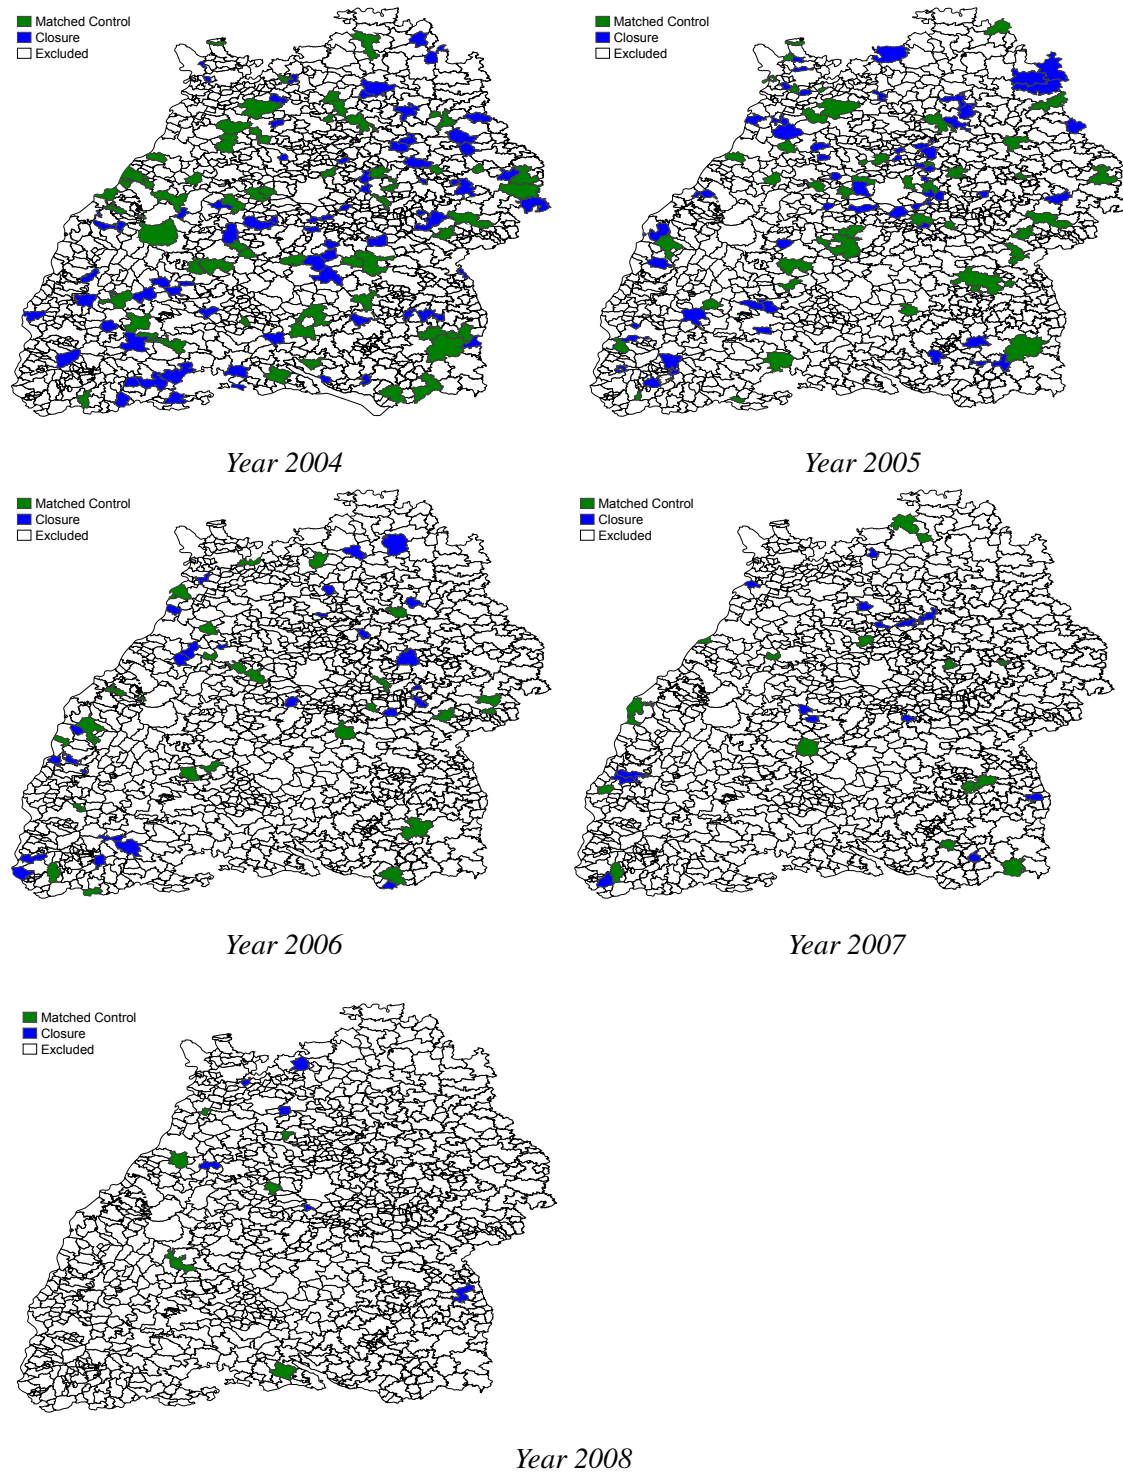 Matched Control
Closure
Excluded
Year 2004
Matched Control
Closure
Excluded
Year 2005
Matched Control
Closure
Excluded
Year 2006
Matched Control
Closure
Excluded
Year 2007
Matched Control
Closure
Excluded
Year 2008